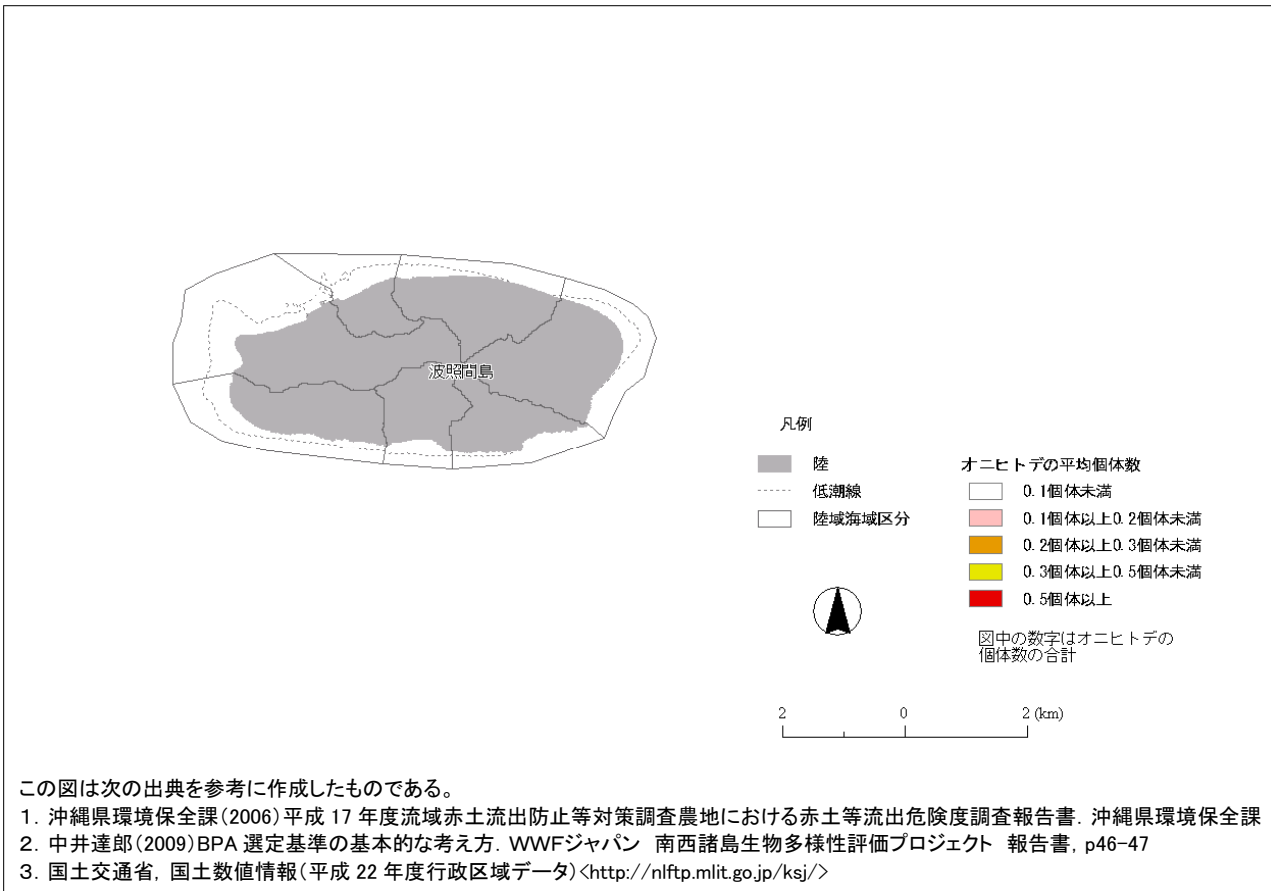 波照間島
凡例
陸
低潮線
陸域海域区分
オニヒトデの平均個体数
0.1個体未満
0.1個体以上0.2個体未満
0.2個体以上0.3個体未満
0.3個体以上0.5個体未満
0.5個体以上
図中の数字はオニヒトデの
個体数の合計
2 0 2 (km)
この図は次の出典を参考に作成したものである。
1. 沖縄県環境保全課(2006)平成 17 年度流域赤土流出防止等対策調査農地における赤土等流出危険度調査報告書. 沖縄県環境保全課
2. 中井達郎(2009)BPA 選定基準の基本的な考え方. WWFジャパン 南西諸島生物多様性評価プロジェクト 報告書, p46-47
3. 国土交通省, 国土数値情報(平成 22 年度行政区域データ)<http://nlftp.mlit.go.jp/ksj/>